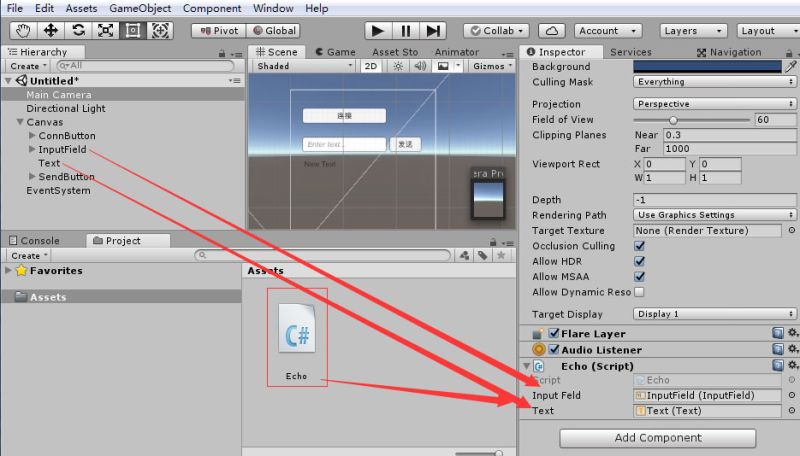 File Edit Assets GameObject Component Window Help
Pivot Global Collab Account Layers Layout
Hierarchy
Create All
Untitled*
Main Camera
Directional Light
Canvas
ConnButton
InputField
Text
SendButton
EventSystem
Scene Game Asset Sto Animator
Shaded 2D Gizmos
连接
Enter text... 发送
New Text
era Pre
Console Project
Create
Favorites
Assets
Assets
C#
Echo
Inspector Services Navigation
Background
Culling Mask Everything
Projection Perspective
Field of View 60
Clipping Planes Near 0.3
Far 1000
Viewport Rect X 0 Y 0
W 1 H 1
Depth -1
Rendering Path Use Graphics Settings
Target Texture None (Render Texture)
Occlusion Culling
Allow HDR
Allow MSAA
Allow Dynamic Reso
Target Display Display 1
Flare Layer
Audio Listener
Echo (Script)
Script Echo
Input Feld InputField (InputField)
Text Text (Text)
Add Component